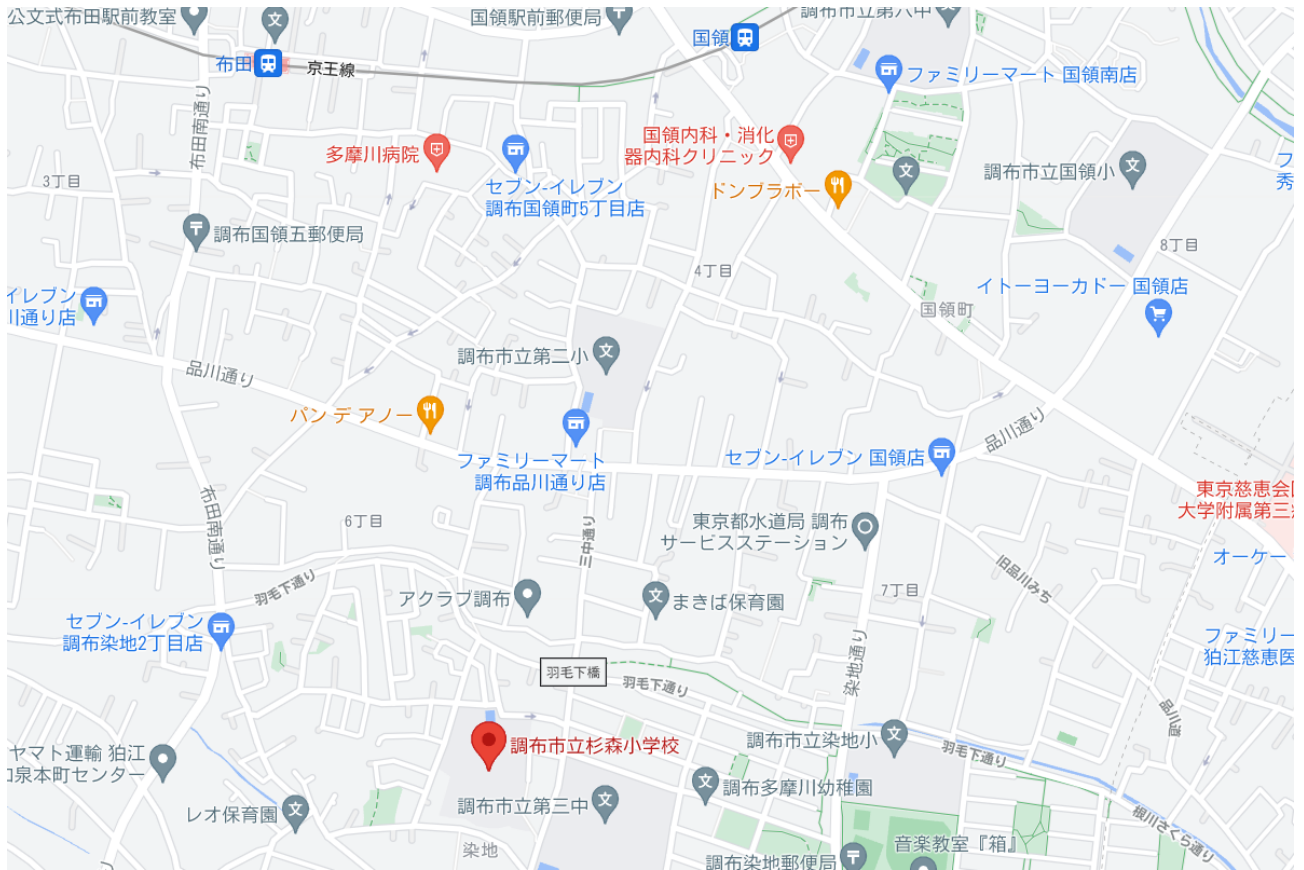 公文式布田駅前教室
国領駅前郵便局
調布市立第六中
国領
布田
京王線
ファミリーマート 国領南店
布田南通り
多摩川病院
国領内科・消化
器内科クリニック
調布市立国領小
3丁目
セブン-イレブン
調布国領町5丁目店
ドンブラボー
調布国領五郵便局
8丁目
4丁目
イトーヨーカドー 国領店
イレブン
川通り店
国領町
調布市立第二小
品川通り
パン デ アノー
品川通り
ファミリーマート
調布品川通り店
セブン-イレブン 国領店
布田南通り
東京慈恵会
大学附属第三
6丁目
三中通り
東京都水道局 調布
サービスステーション
オーケー
旧品川みち
羽毛下通り
アクラブ調布
まきば保育園
7丁目
セブン-イレブン
調布染地2丁目店
ファミリー
狛江慈恵医
染地通り
羽毛下橋
羽毛下通り
品川道
調布市立杉森小学校
調布市立染地小
羽毛下通り
ヤマト運輸 狛江
泉本町センター
調布多摩川幼稚園
レオ保育園
調布市立第三中
根川さくら通り
染地
音楽教室『箱』
調布染地郵便局